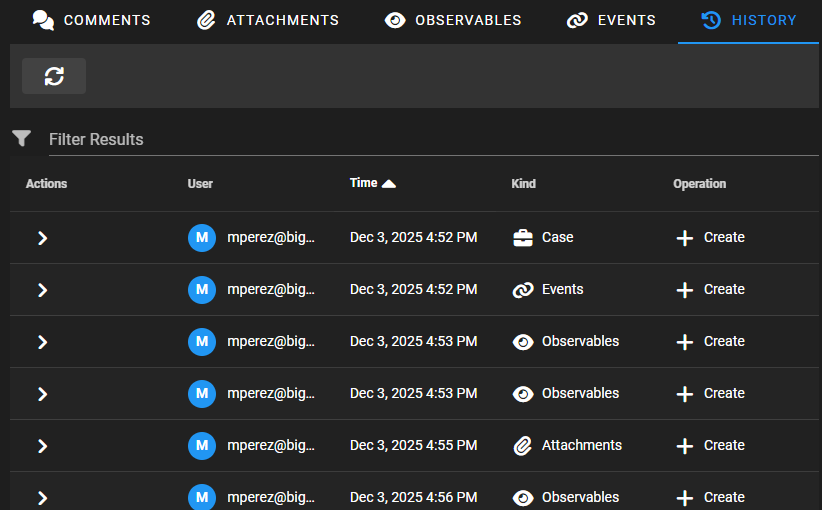 COMMENTS ATTACHMENTS OBSERVABLES EVENTS HISTORY
Filter Results
Actions User Time Kind Operation
M mperez@big... Dec 3, 2025 4:52 PM Case Create
M mperez@big... Dec 3, 2025 4:52 PM Events Create
M mperez@big... Dec 3, 2025 4:53 PM Observables Create
M mperez@big... Dec 3, 2025 4:53 PM Observables Create
M mperez@big... Dec 3, 2025 4:55 PM Attachments Create
M mperez@big... Dec 3, 2025 4:56 PM Observables Create